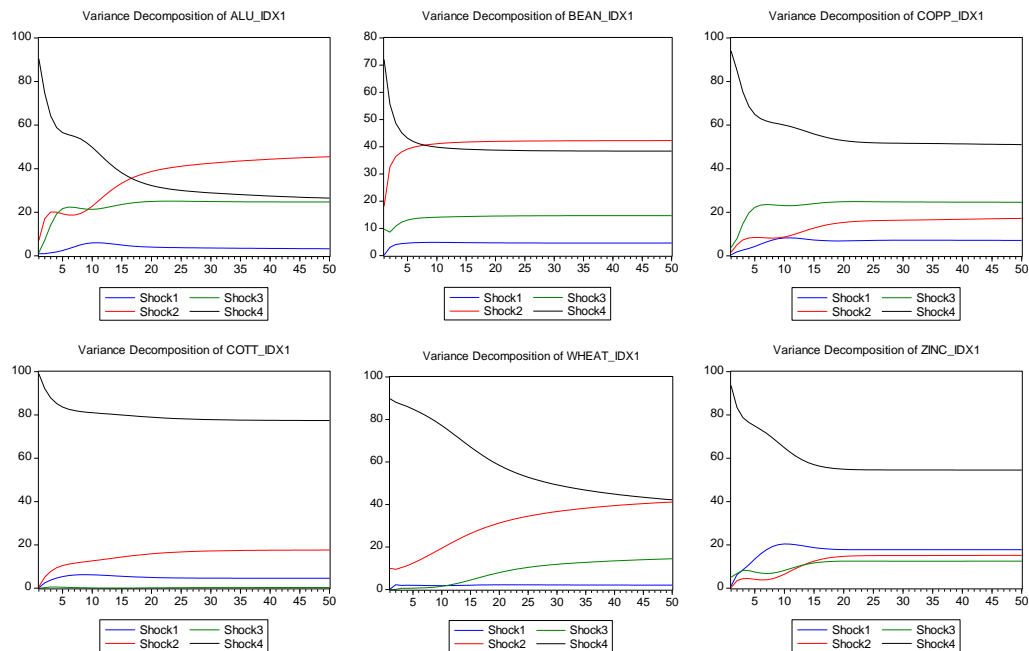 Variance Decomposition of ALU_IDX1
100
80
60
40
20
0
5 10 15 20 25 30 35 40 45 50
Shock1 Shock3
Shock2 Shock4
Variance Decomposition of BEAN_IDX1
80
70
60
50
40
30
20
10
0
5 10 15 20 25 30 35 40 45 50
Shock1 Shock3
Shock2 Shock4
Variance Decomposition of COPP_IDX1
100
80
60
40
20
0
5 10 15 20 25 30 35 40 45 50
Shock1 Shock3
Shock2 Shock4
Variance Decomposition of COTT_IDX1
100
80
60
40
20
0
5 10 15 20 25 30 35 40 45 50
Shock1 Shock3
Shock2 Shock4
Variance Decomposition of WHEAT_IDX1
100
80
60
40
20
0
5 10 15 20 25 30 35 40 45 50
Shock1 Shock3
Shock2 Shock4
Variance Decomposition of ZINC_IDX1
100
80
60
40
20
0
5 10 15 20 25 30 35 40 45 50
Shock1 Shock3
Shock2 Shock4